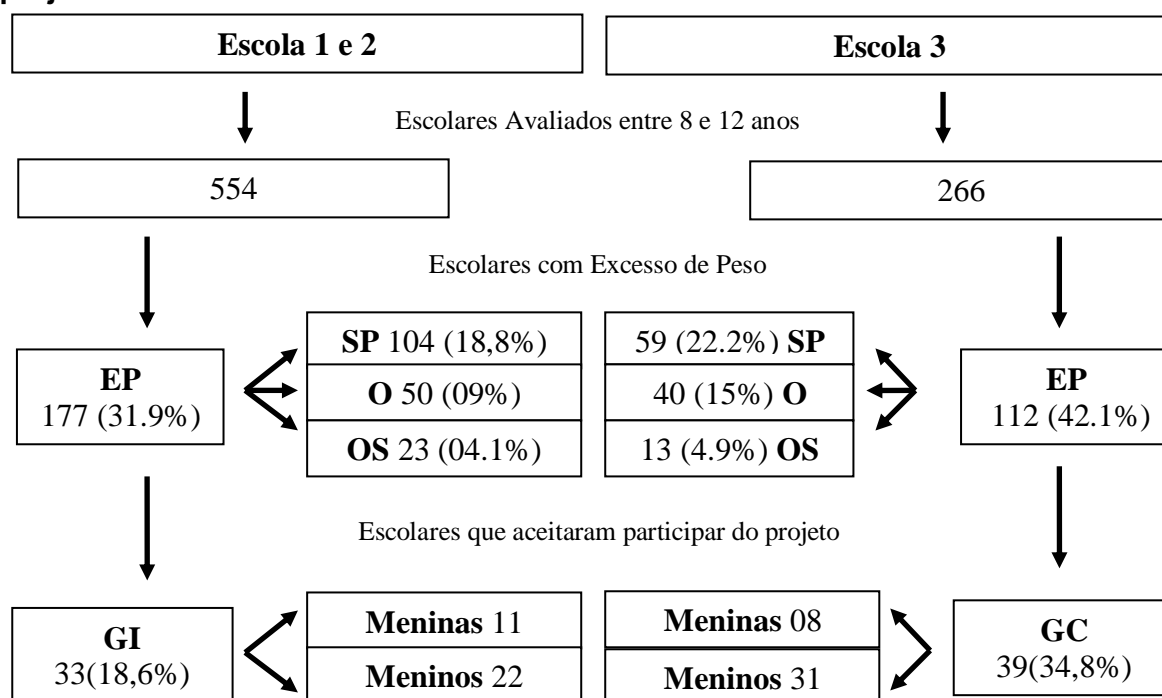 Escola 1 e 2
Escola 3
Escolares Avaliados entre 8 e 12 anos
554
266
Escolares com Excesso de Peso
EP
177 (31.9%)
SP 104 (18,8%)
O 50 (09%)
OS 23 (04.1%)
59 (22.2%) SP
40 (15%) O
13 (4.9%) OS
EP
112 (42.1%)
Escolares que aceitaram participar do projeto
GI
33(18,6%)
Meninas 11
Meninos 22
Meninas 08
Meninos 31
GC
39(34,8%)